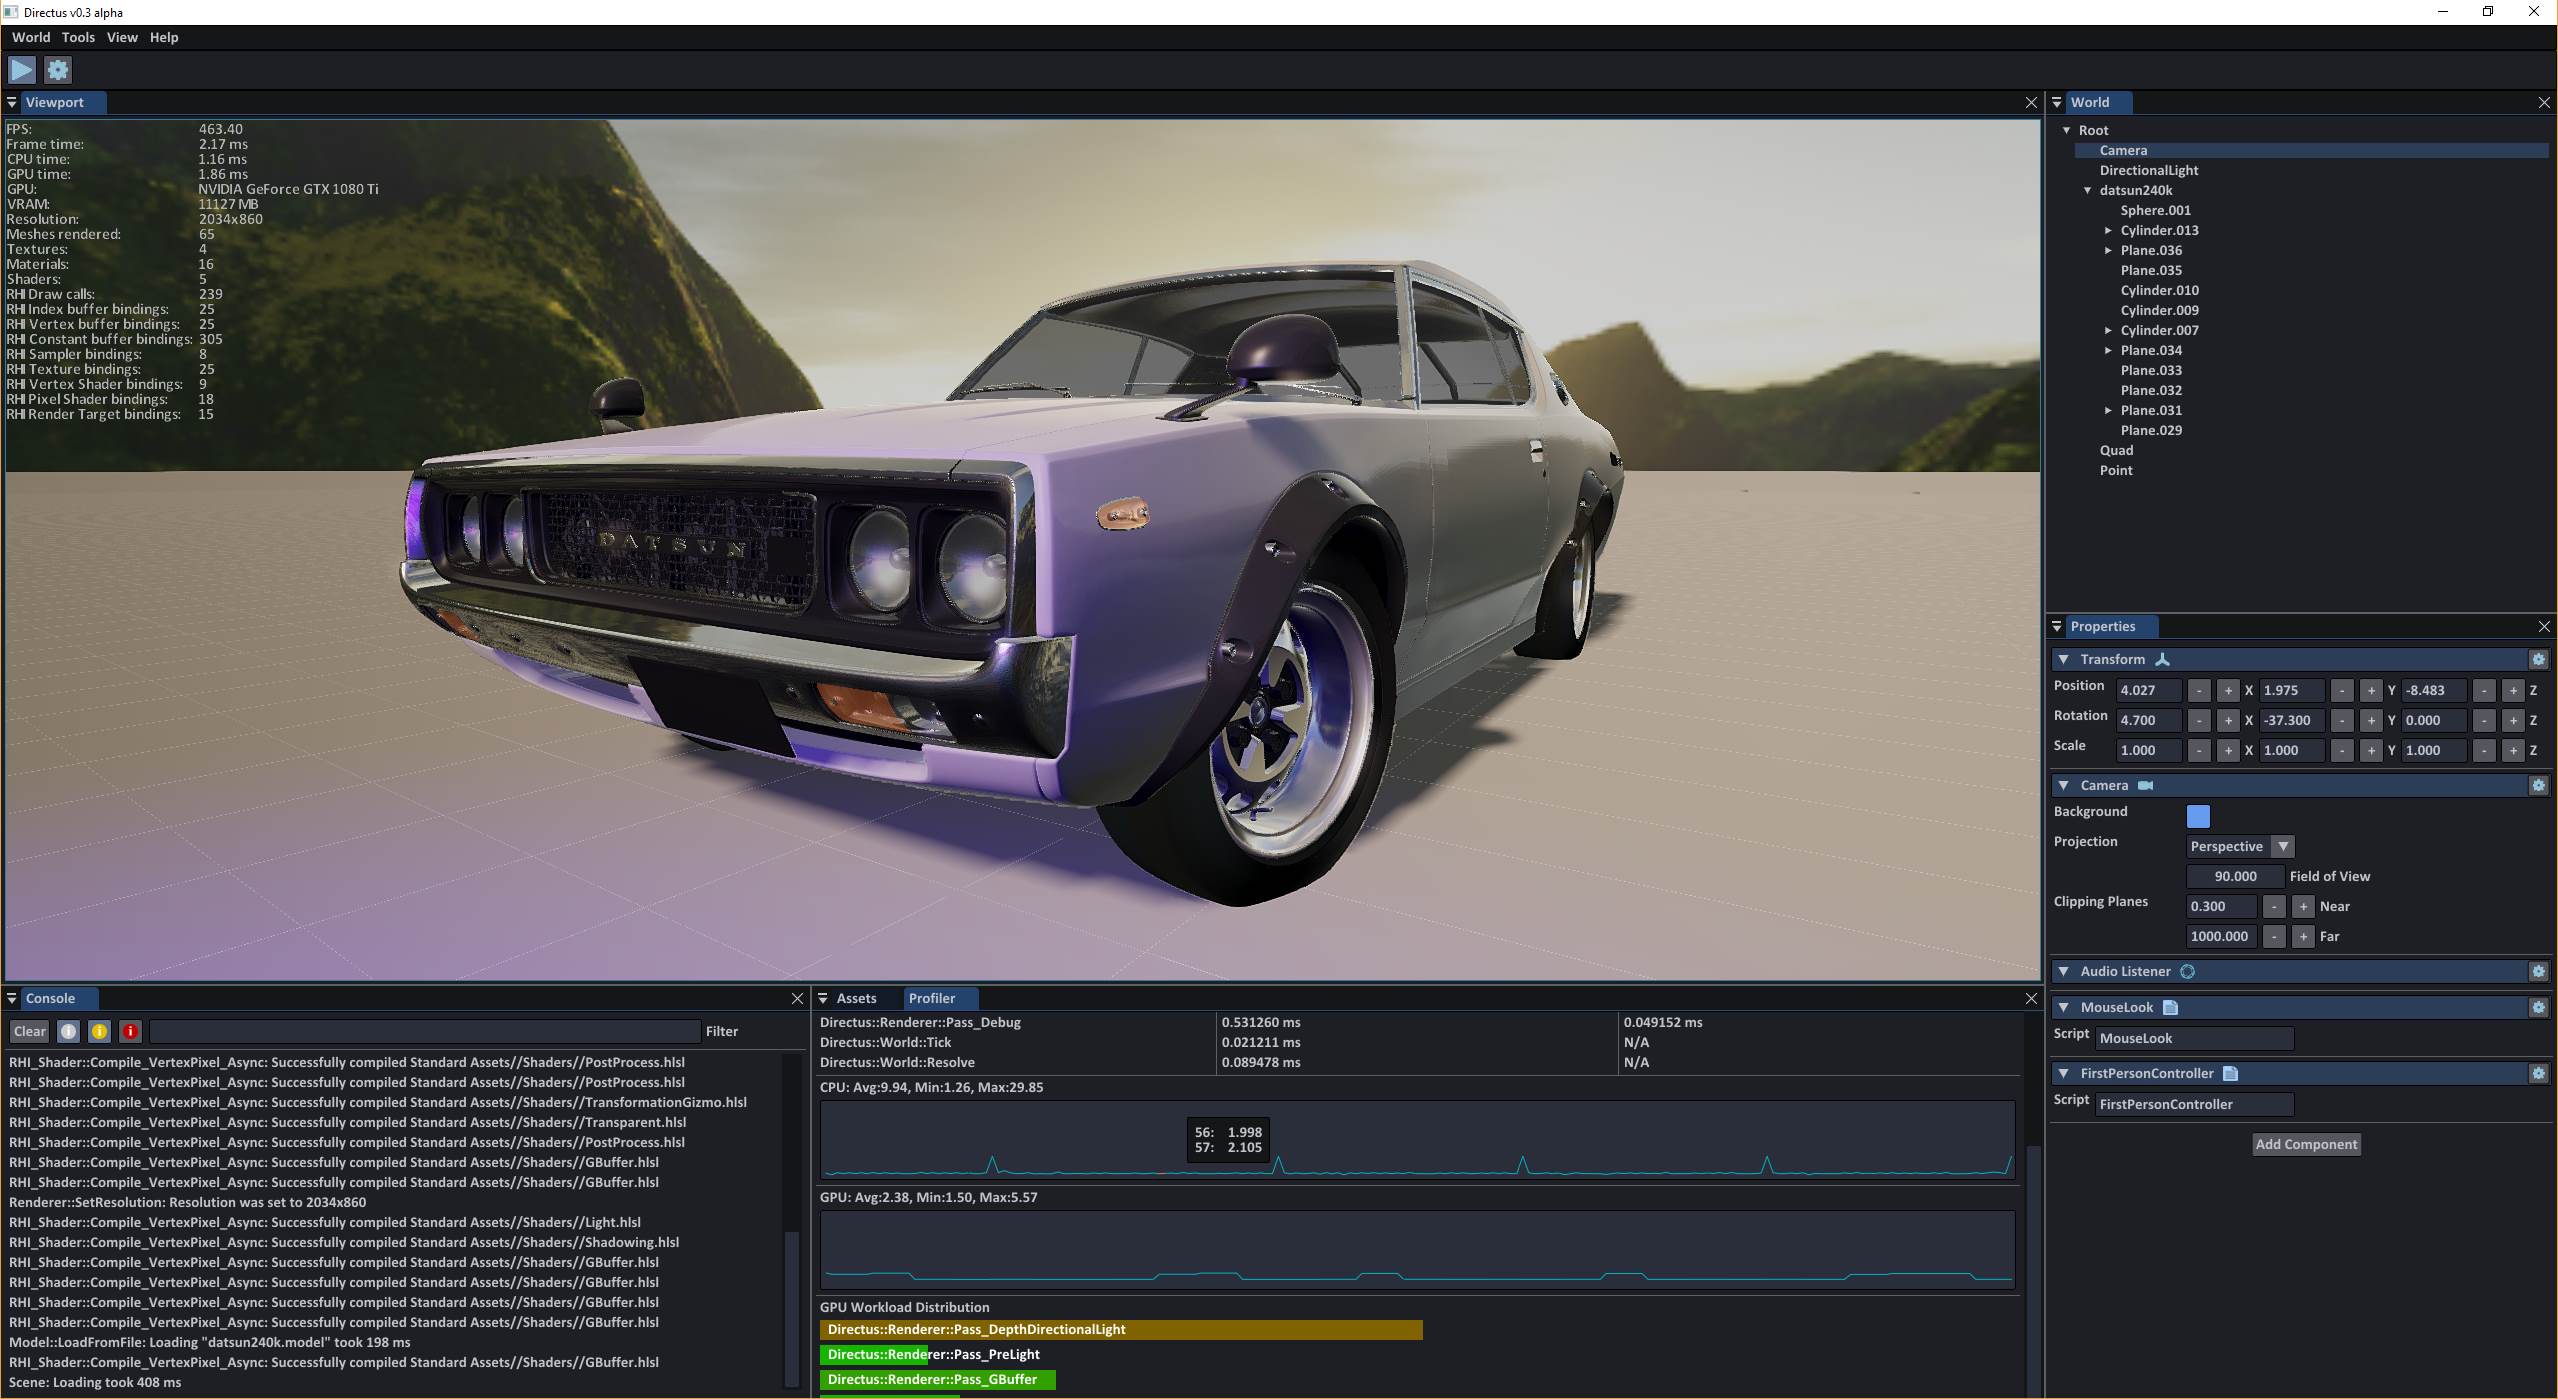 Directus v0.3 alpha
World Tools View Help
Viewport
FPS: 463.40
Frame time: 2.17 ms
CPU time: 1.16 ms
GPU time: 1.86 ms
GPU: NVIDIA GeForce GTX 1080 Ti
VRAM: 11127 MB
Resolution: 2034x860
Meshes rendered: 65
Textures: 4
Materials: 16
Shaders: 5
RHI Draw calls: 239
RHI Index buffer bindings: 25
RHI Vertex buffer bindings: 25
RHI Constant buffer bindings: 305
RHI Sampler bindings: 8
RHI Texture bindings: 25
RHI Vertex Shader bindings: 9
RHI Pixel Shader bindings: 18
RHI Render Target bindings: 15
DATSUN
World
Root
Camera
DirectionalLight
datsun240k
Sphere.001
Cylinder.013
Plane.036
Plane.035
Cylinder.010
Cylinder.009
Cylinder.007
Plane.034
Plane.033
Plane.032
Plane.031
Plane.029
Quad
Point
Properties
Transform
Position 4.027 - + X 1.975 - + Y -8.483 - + Z
Rotation 4.700 - + X -37.300 - + Y 0.000 - + Z
Scale 1.000 - + X 1.000 - + Y 1.000 - + Z
Camera
Background
Projection Perspective
90.000 Field of View
Clipping Planes 0.300 - + Near
1000.000 - + Far
Audio Listener
MouseLook
Script MouseLook
FirstPersonController
Script FirstPersonController
Add Component
Console
Clear Filter
RHI_Shader::Compile_VertexPixel_Async: Successfully compiled Standard Assets//Shaders//PostProcess.hlsl
RHI_Shader::Compile_VertexPixel_Async: Successfully compiled Standard Assets//Shaders//PostProcess.hlsl
RHI_Shader::Compile_VertexPixel_Async: Successfully compiled Standard Assets//Shaders//TransformationGizmo.hlsl
RHI_Shader::Compile_VertexPixel_Async: Successfully compiled Standard Assets//Shaders//Transparent.hlsl
RHI_Shader::Compile_VertexPixel_Async: Successfully compiled Standard Assets//Shaders//PostProcess.hlsl
RHI_Shader::Compile_VertexPixel_Async: Successfully compiled Standard Assets//Shaders//GBuffer.hlsl
RHI_Shader::Compile_VertexPixel_Async: Successfully compiled Standard Assets//Shaders//GBuffer.hlsl
Renderer::SetResolution: Resolution was set to 2034x860
RHI_Shader::Compile_VertexPixel_Async: Successfully compiled Standard Assets//Shaders//Light.hlsl
RHI_Shader::Compile_VertexPixel_Async: Successfully compiled Standard Assets//Shaders//Shadowing.hlsl
RHI_Shader::Compile_VertexPixel_Async: Successfully compiled Standard Assets//Shaders//GBuffer.hlsl
RHI_Shader::Compile_VertexPixel_Async: Successfully compiled Standard Assets//Shaders//GBuffer.hlsl
RHI_Shader::Compile_VertexPixel_Async: Successfully compiled Standard Assets//Shaders//GBuffer.hlsl
RHI_Shader::Compile_VertexPixel_Async: Successfully compiled Standard Assets//Shaders//GBuffer.hlsl
Model::LoadFromFile: Loading "datsun240k.model" took 198 ms
RHI_Shader::Compile_VertexPixel_Async: Successfully compiled Standard Assets//Shaders//GBuffer.hlsl
Scene: Loading took 408 ms
Assets Profiler
Directus::Renderer::Pass_Debug 0.531260 ms 0.049152 ms
Directus::World::Tick 0.021211 ms N/A
Directus::World::Resolve 0.089478 ms N/A
CPU: Avg:9.94, Min:1.26, Max:29.85
56: 1.998
57: 2.105
GPU: Avg:2.38, Min:1.50, Max:5.57
GPU Workload Distribution
Directus::Renderer::Pass_DepthDirectionalLight
Directus::Renderer::Pass_PreLight
Directus::Renderer::Pass_GBuffer